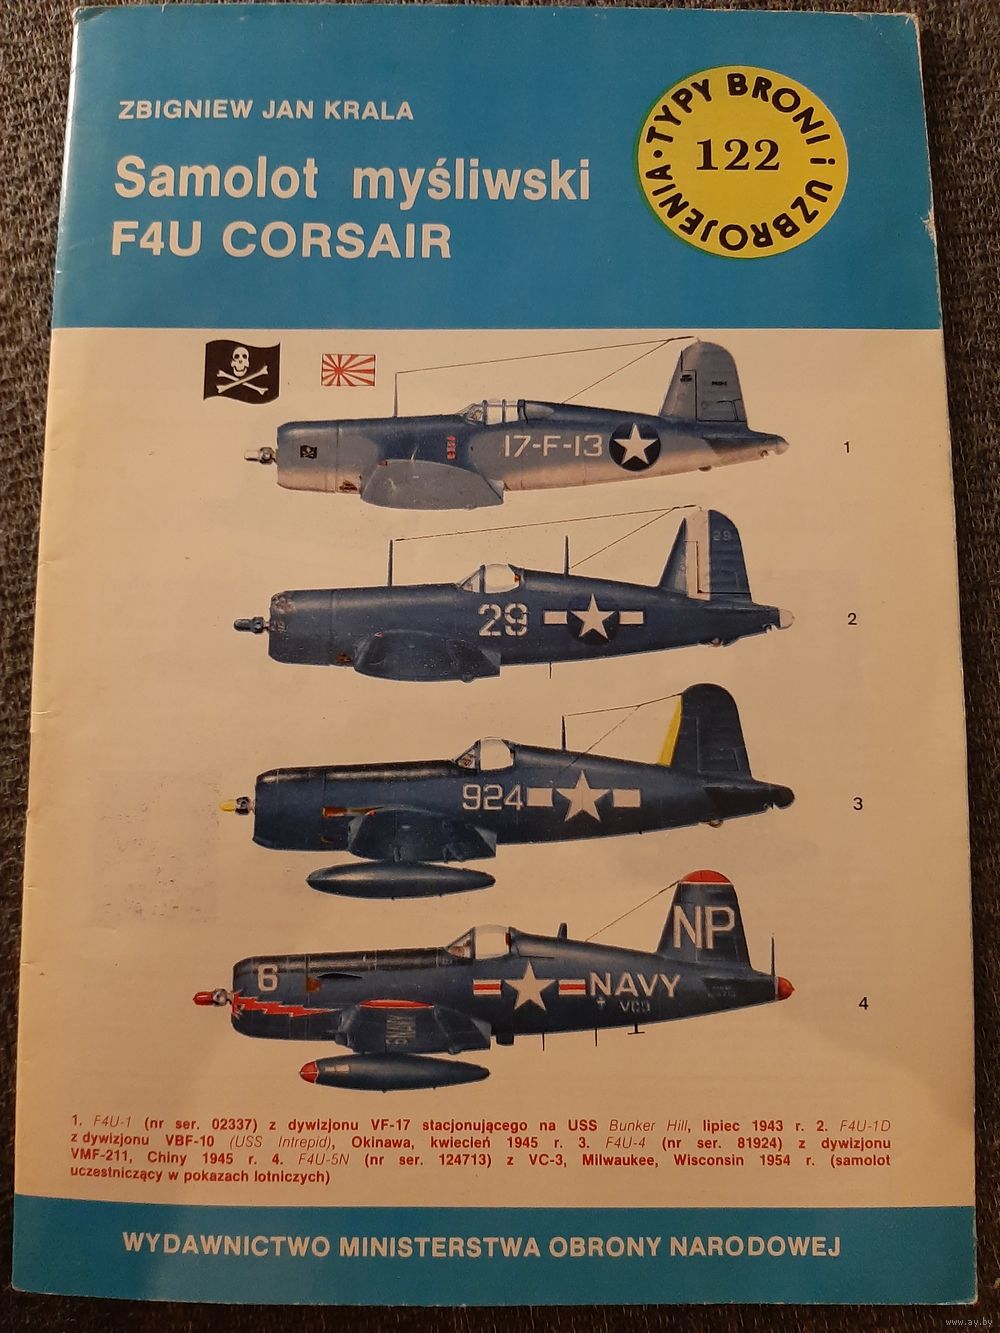 ZBIGNIEW JAN KRALA
Samolot myśliwski
F4U CORSAIR
TYPY BRONI i UZBROJENIA •
122
17-F-13
1
29
29
2
924
3
NP
6
NAVY
4
1. F4U-1 (nr ser. 02337) z dywizjonu VF-17 stacjonującego na USS Bunker Hill, lipiec 1943 r. 2. F4U-1D
z dywizjonu VBF-10 (USS Intrepid), Okinawa, kwiecień 1945 r. 3. F4U-4 (nr ser. 81924) z dywizjonu
VMF-211, Chiny 1945 r. 4. F4U-5N (nr ser. 124713) z VC-3, Milwaukee, Wisconsin 1954 r. (samolot
uczestniczący w pokazach lotniczych)
WYDAWNICTWO MINISTERSTWA OBRONY NARODOWEJ
www.ay.by